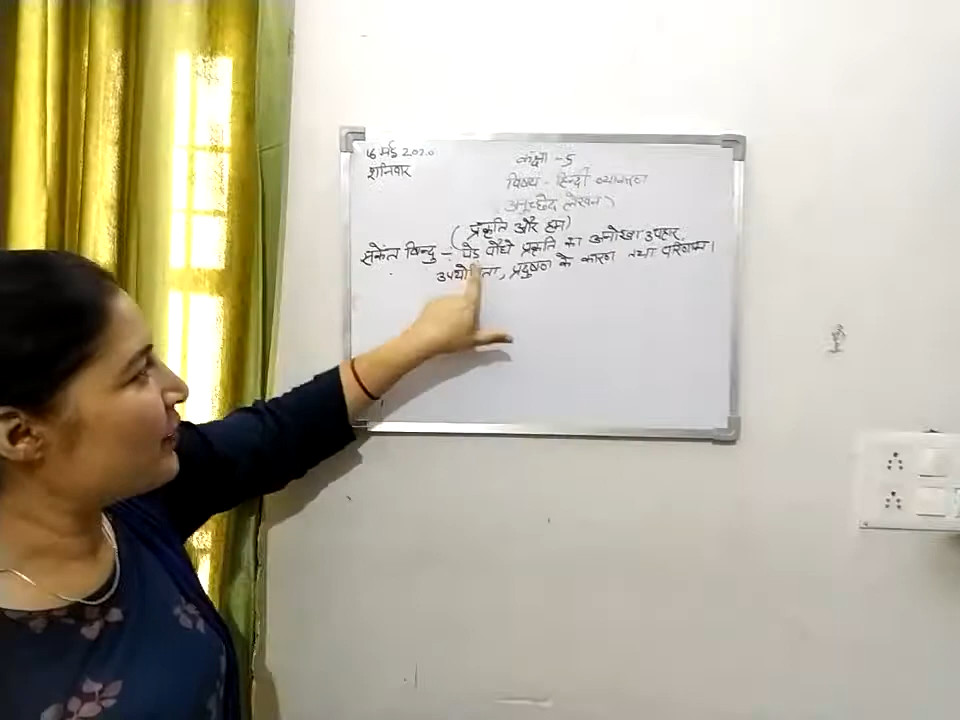 16 मई 2020
शनिवार
कक्षा - 5
विषय - हिन्दी व्याकरण
अनुच्छेद लेखन
(प्रकृति और हम)
संकेत बिन्दु - पेड़ पौधे प्रकृति का अनोखा उपहार,
प्रदुषण के कारण तथा परिणाम।